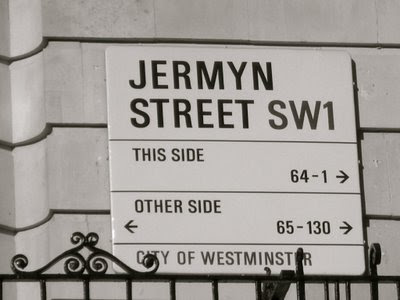 JERMYN
STREET SW1
THIS SIDE
64-1 →
OTHER SIDE
← 65-130 →
CITY OF WESTMINSTER